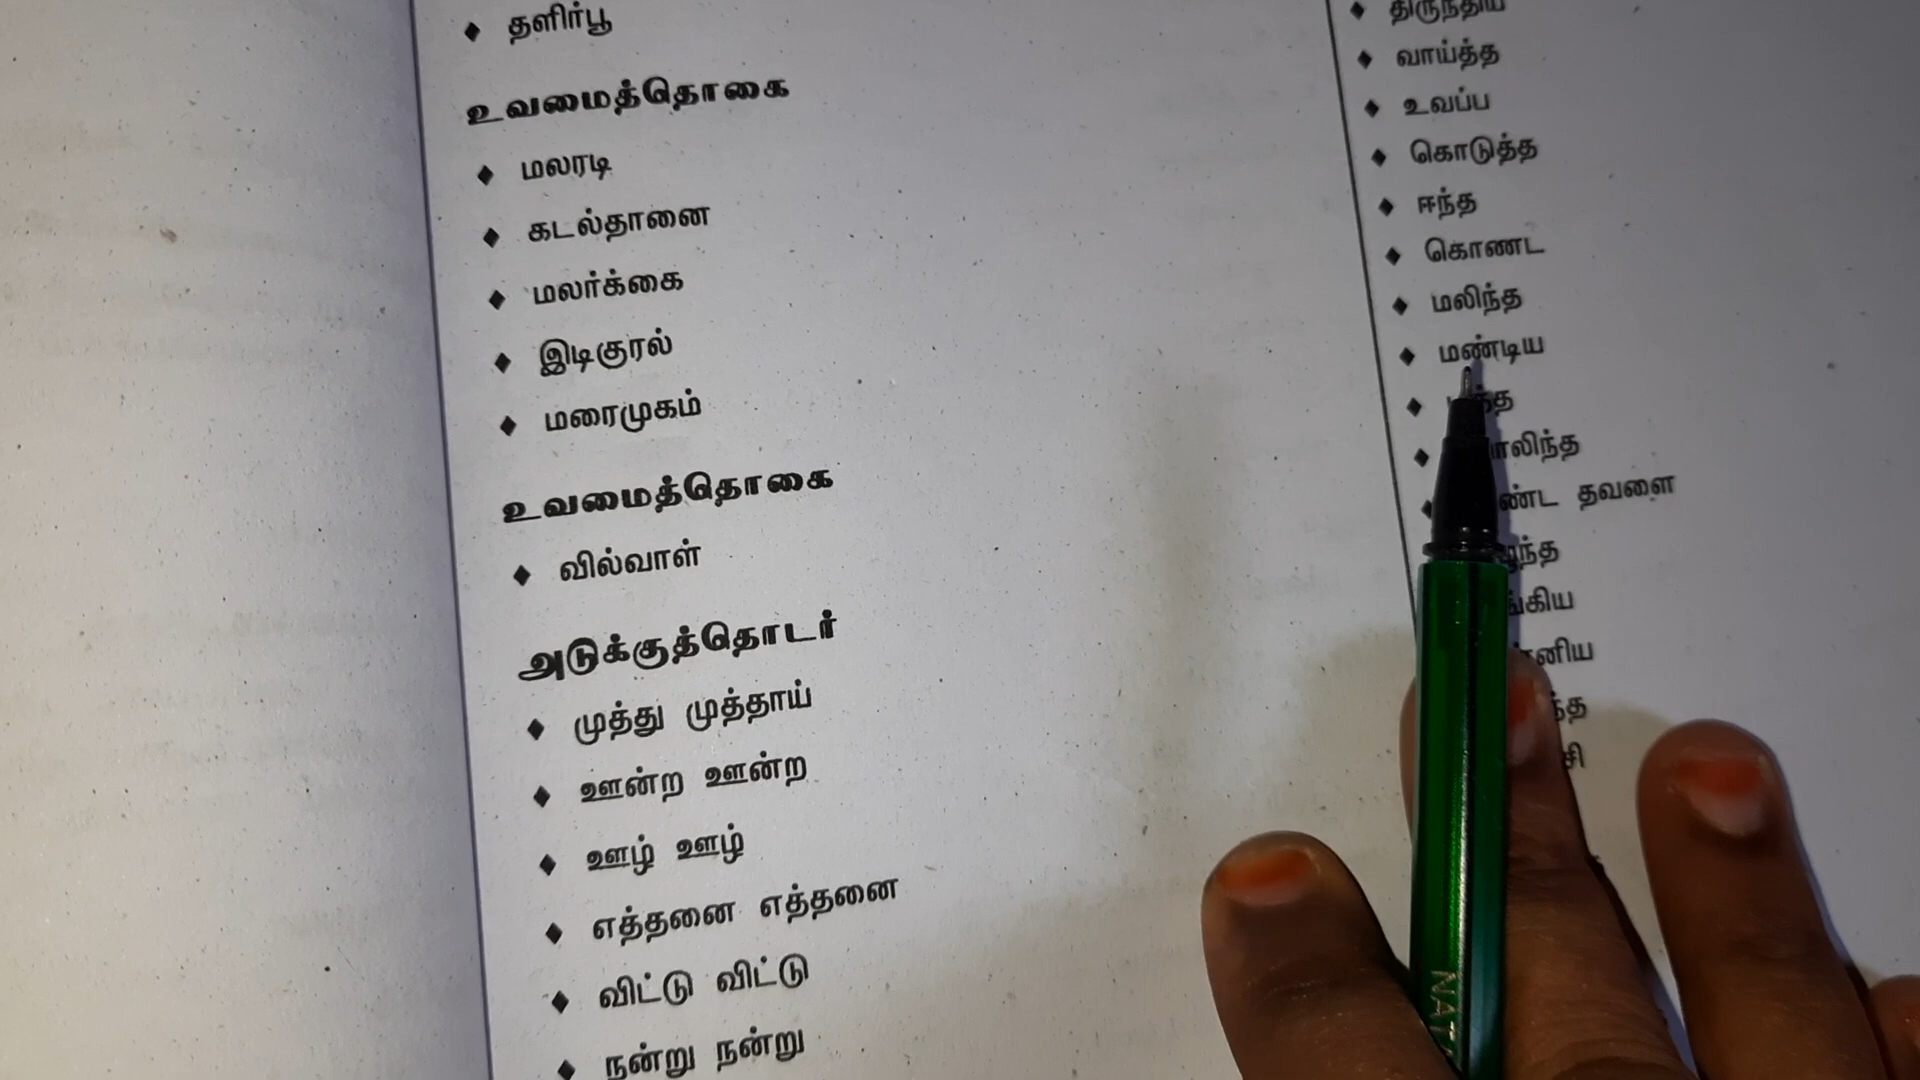 தளிர்பூ
உவமைத்தொகை
மலரடி
கடல்தானை
மலர்க்கை
இடிகுரல்
மரைமுகம்
உவமைத்தொகை
வில்வாள்
அடுக்குத்தொடர்
முத்து முத்தாய்
ஊன்ற ஊன்ற
ஊழ் ஊழ்
எத்தனை எத்தனை
விட்டு விட்டு
நன்று நன்று
திருந்திய
வாய்த்த
உவப்ப
கொடுத்த
ஈந்த
கொண்ட
மலிந்த
மண்டிய
தவளை